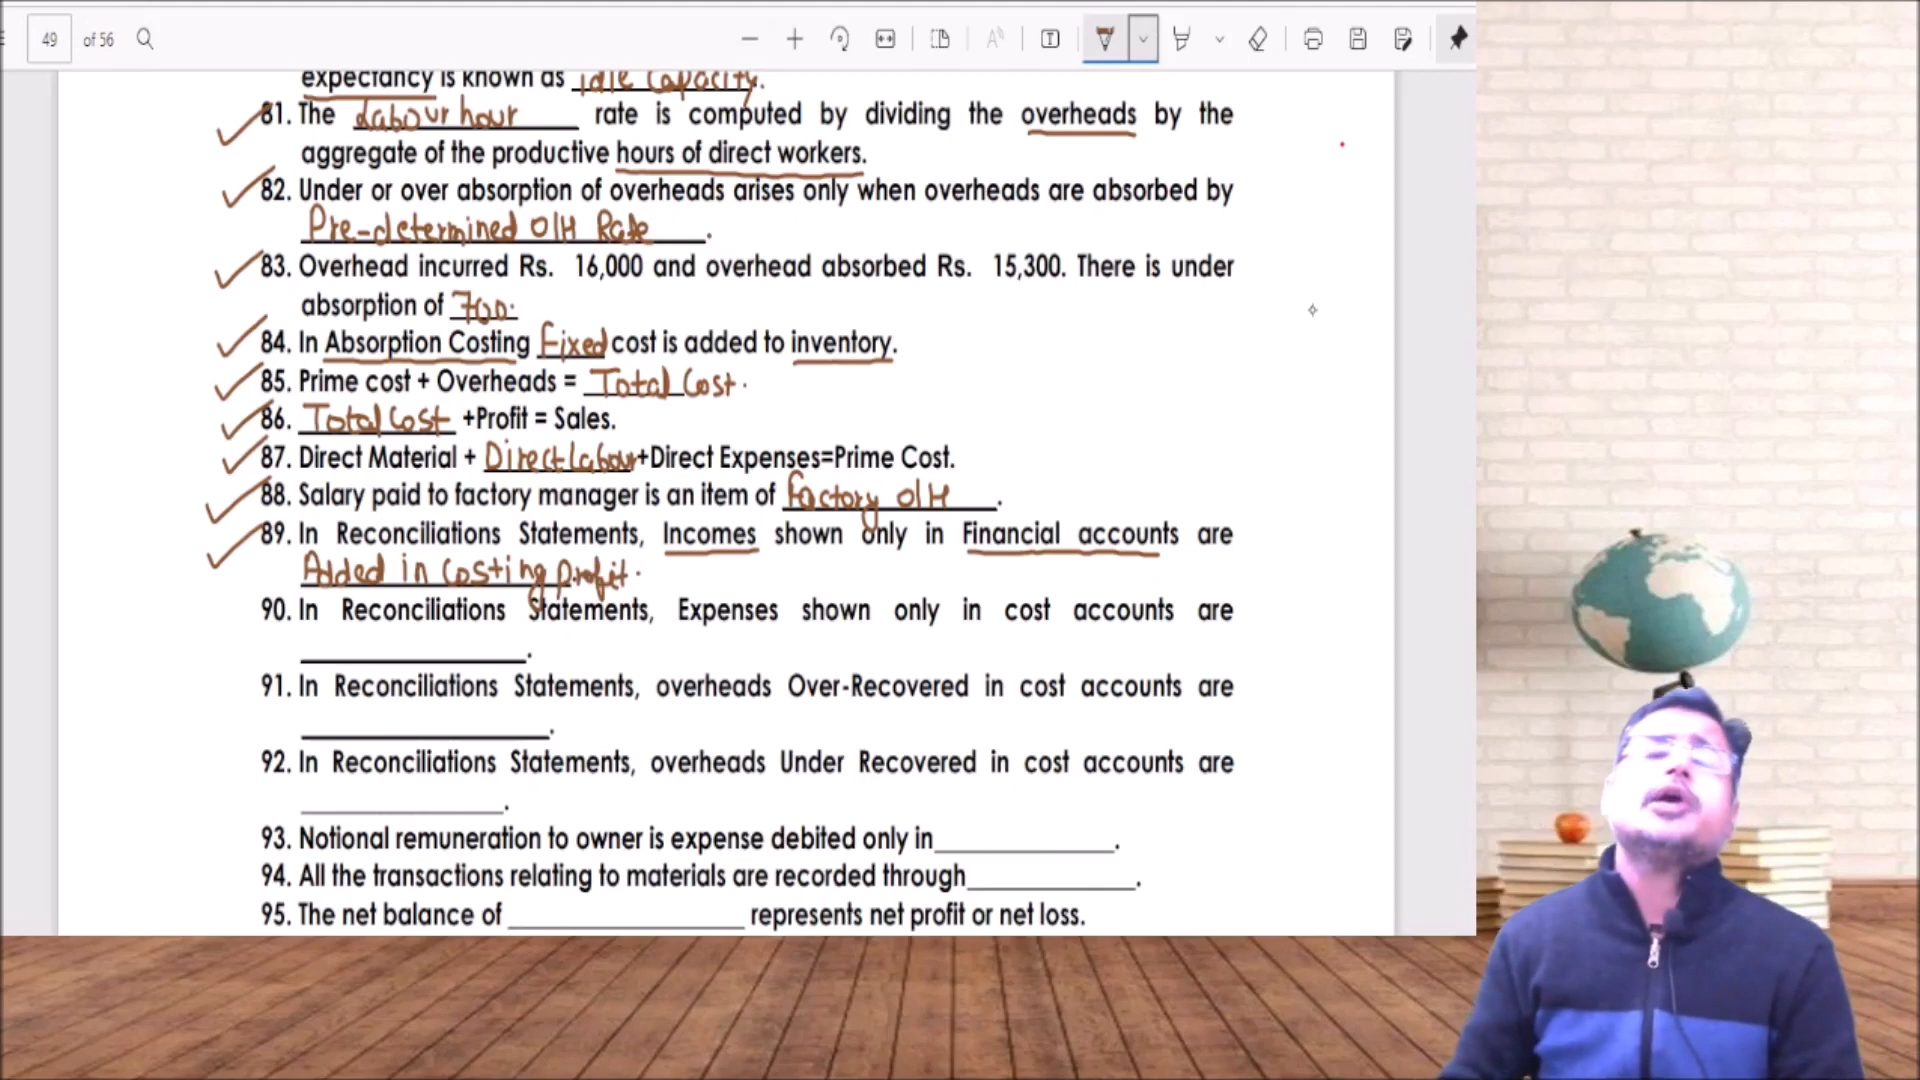 49 of 56
expectancy is known as idle capacity.
81. The Labour hour rate is computed by dividing the overheads by the
aggregate of the productive hours of direct workers.
82. Under or over absorption of overheads arises only when overheads are absorbed by
Pre-determined O/H Rate.
83. Overhead incurred Rs. 16,000 and overhead absorbed Rs. 15,300. There is under
absorption of 700.
84. In Absorption Costing fixed cost is added to inventory.
85. Prime cost + Overheads = Total Cost.
86. Total Cost +Profit = Sales.
87. Direct Material + Direct Labour+Direct Expenses=Prime Cost.
88. Salary paid to factory manager is an item of factory O/H.
89. In Reconciliations Statements, Incomes shown only in Financial accounts are
Added in Costing Profit.
90. In Reconciliations Statements, Expenses shown only in cost accounts are
____________.
91. In Reconciliations Statements, overheads Over-Recovered in cost accounts are
____________.
92. In Reconciliations Statements, overheads Under Recovered in cost accounts are
____________.
93. Notional remuneration to owner is expense debited only in____________.
94. All the transactions relating to materials are recorded through____________.
95. The net balance of ____________ represents net profit or net loss.